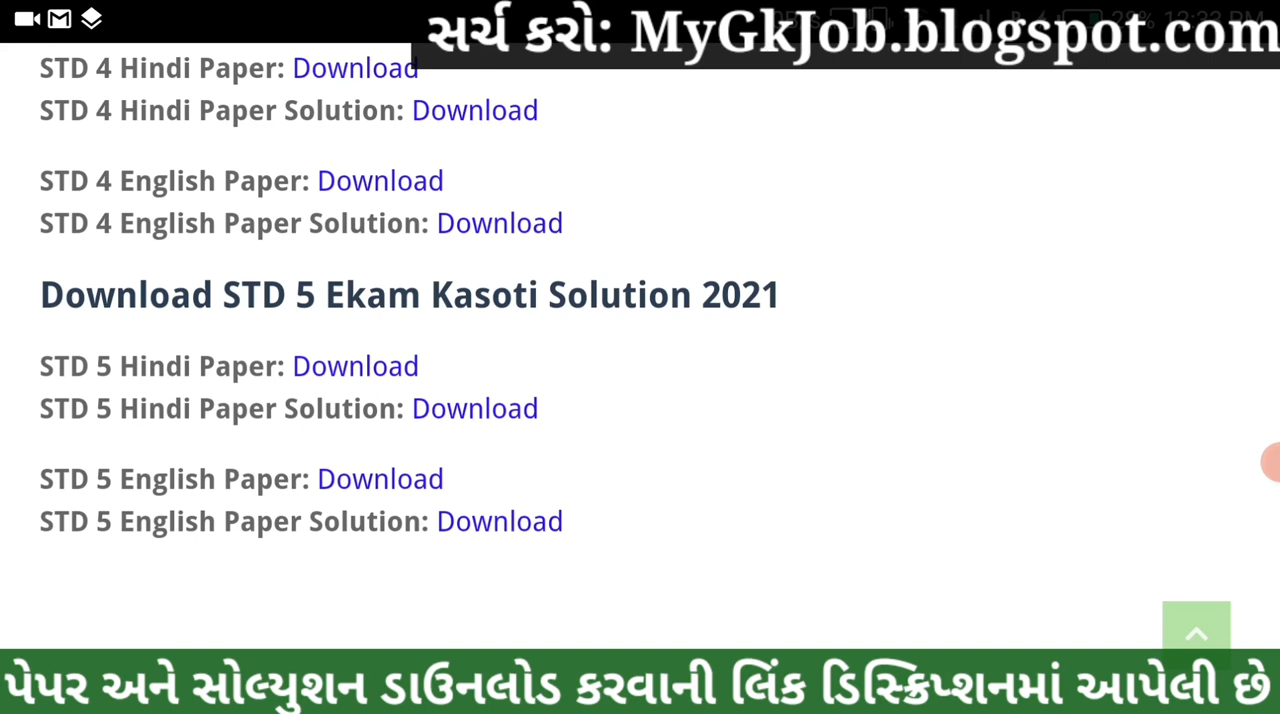 સર્ચ કરો: MyGkJob.blogspot.com
STD 4 Hindi Paper: Download
STD 4 Hindi Paper Solution: Download
STD 4 English Paper: Download
STD 4 English Paper Solution: Download
Download STD 5 Ekam Kasoti Solution 2021
STD 5 Hindi Paper: Download
STD 5 Hindi Paper Solution: Download
STD 5 English Paper: Download
STD 5 English Paper Solution: Download
પેપર અને સોલ્યુશન ડાઉનલોડ કરવાની લિંક ડિસ્ક્રિપ્શનમાં આપેલી છે